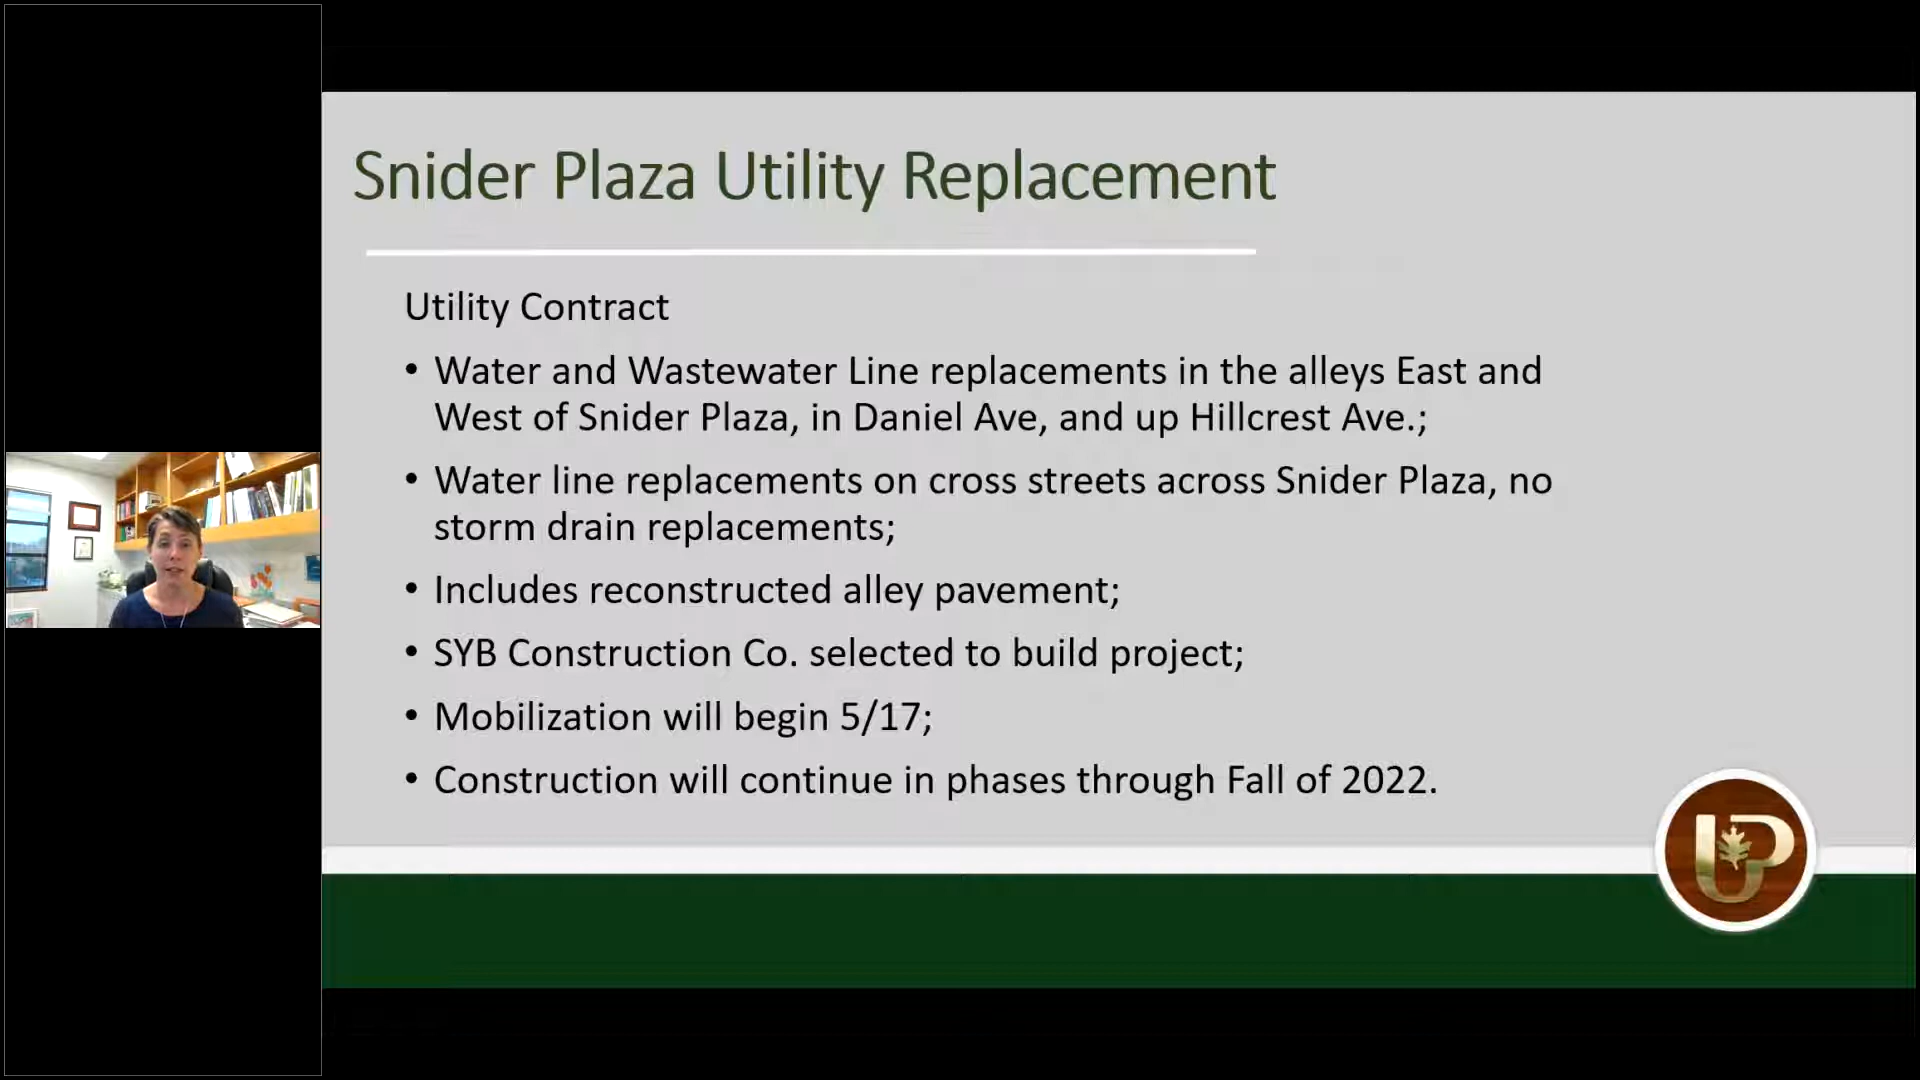 Snider Plaza Utility Replacement
Utility Contract
• Water and Wastewater Line replacements in the alleys East and
West of Snider Plaza, in Daniel Ave, and up Hillcrest Ave.;
• Water line replacements on cross streets across Snider Plaza, no
storm drain replacements;
• Includes reconstructed alley pavement;
• SYB Construction Co. selected to build project;
• Mobilization will begin 5/17;
• Construction will continue in phases through Fall of 2022.
UP